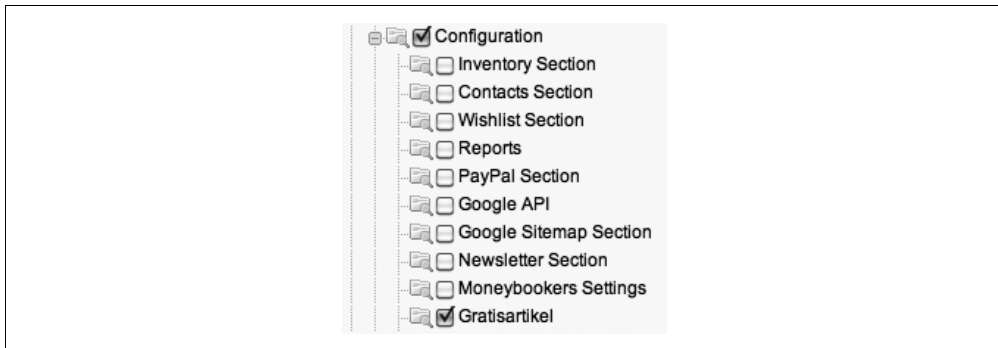 Configuration
Inventory Section
Contacts Section
Wishlist Section
Reports
PayPal Section
Google API
Google Sitemap Section
Newsletter Section
Moneybookers Settings
Gratisartikel